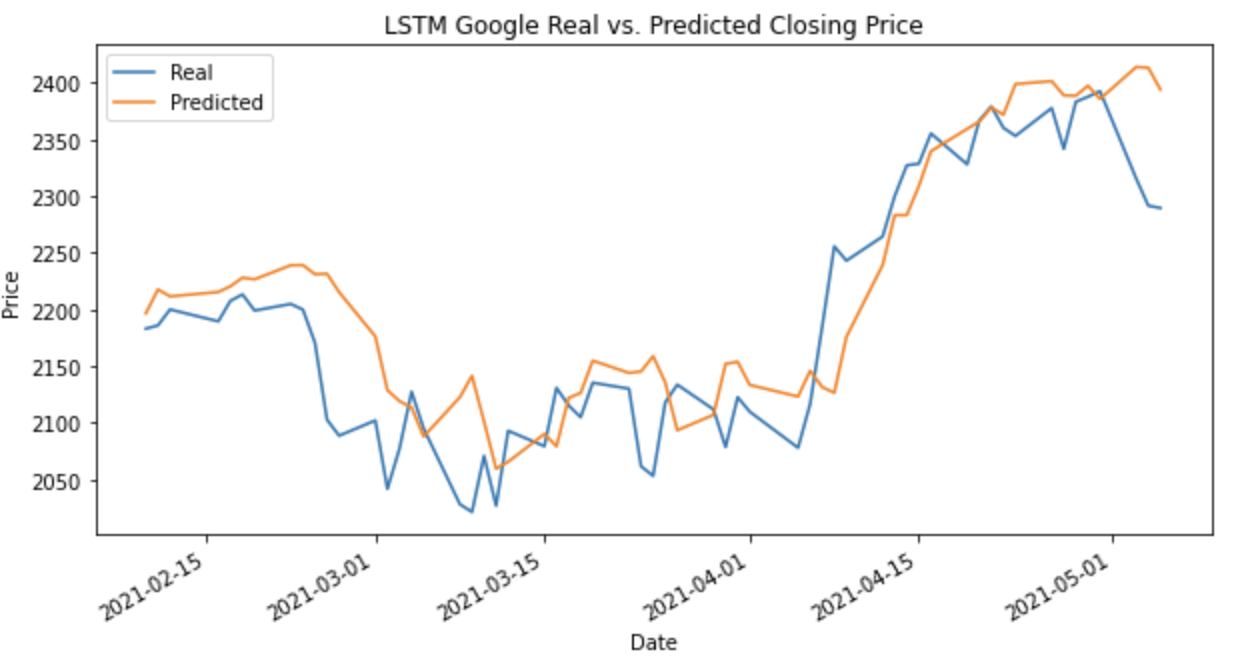 LSTM Google Real vs. Predicted Closing Price
Real
Predicted
2400
2350
2300
2250
2200
2150
2100
2050
Price
2021-02-15
2021-03-01
2021-03-15
2021-04-01
2021-04-15
2021-05-01
Date